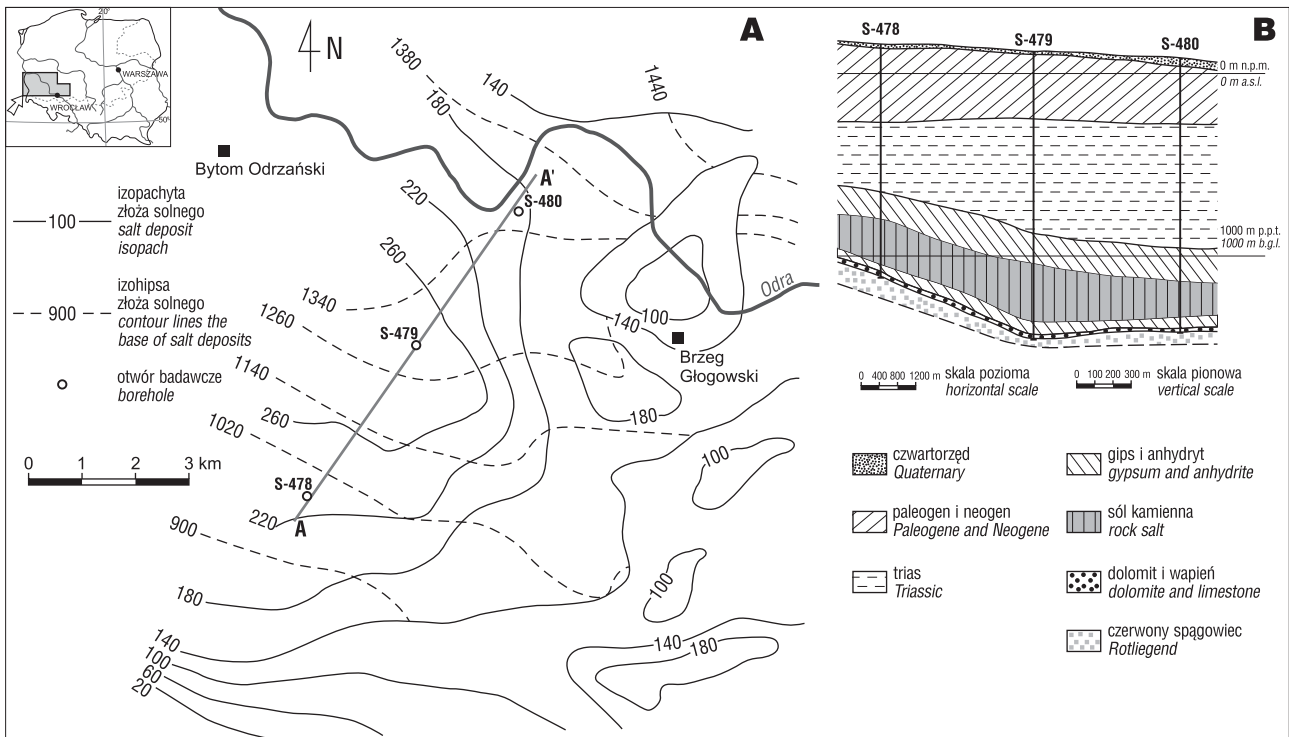 20°
WARSZAWA
WROCŁAW
50°
N
A
1380
140
180
1440
Bytom Odrzański
A'
S-480
220
260
izopachyta
złoża solnego
salt deposit
isopach
100
izohipsa
złoża solnego
contour lines the
base of salt deposits
900
otwór badawcze
borehole
1340
1260
S-479
1140
1020
260
Odra
100
140
Brzeg
Głogowski
180
100
0 1 2 3 km
S-478
220
A
900
180
100
140
100
60
20
140
180
B
S-478
S-479
S-480
0 m n.p.m.
0 m a.s.l.
1000 m p.p.t.
1000 m b.g.l.
0 400 800 1200 m skala pozioma
horizontal scale
0 100 200 300 m skala pionowa
vertical scale
czwartorzęd
Quaternary
gips i anhydryt
gypsum and anhydrite
paleogen i neogen
Paleogene and Neogene
sól kamienna
rock salt
trias
Triassic
dolomit i wapień
dolomite and limestone
czerwony spągowiec
Rotliegend